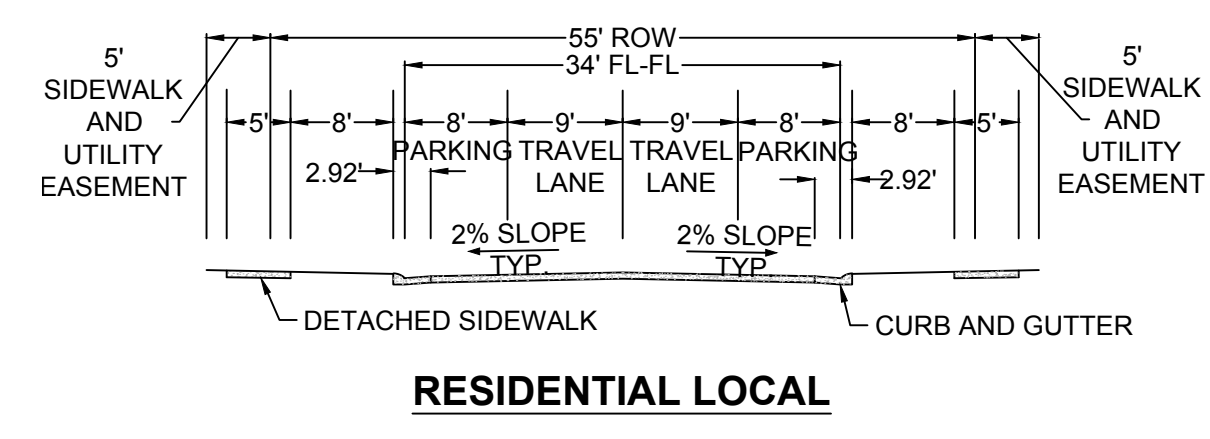 55' ROW
34' FL-FL
5'
SIDEWALK
AND
UTILITY
EASEMENT
5'
SIDEWALK
AND
UTILITY
EASEMENT
5' 8' 8' 9' 9' 8' 8' 5'
PARKING TRAVEL LANE TRAVEL LANE PARKING
2.92' 2.92'
2% SLOPE
TYP.
2% SLOPE
TYP
DETACHED SIDEWALK
CURB AND GUTTER
RESIDENTIAL LOCAL